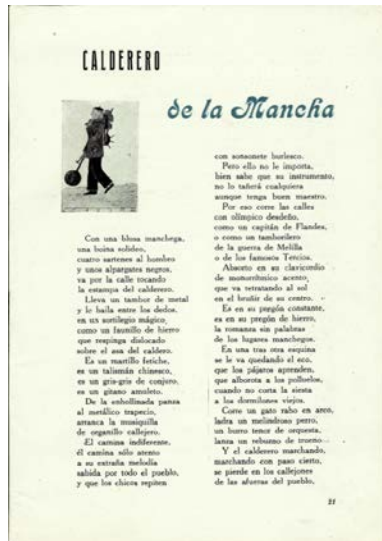 CALDERERO
de la Mancha
Con una blusa manchega,
una boina solideo,
cuatro sartenes al hombro
y unos alpargates negros,
va por la calle tocando
la estampa del calderero.
Lleva un tambor de metal
y le baila entre los dedos,
en un sortilegio mágico,
como un faunillo de hierro
que respinga dislocado
sobre el asa del caldero.
Es un martillo fetiche,
es un talismán chinesco,
es un gris-gris de conjuro,
es un gitano amuleto.
De la enhollinada panza
al metálico trapecio,
arranca la musiquilla
de organillo callejero.
El camina indiferente,
él camina sólo atento
a su extraña melodía
sabida por todo el pueblo,
y que los chicos repiten
con sonsonete burlesco.
Pero ello no le importa,
bien sabe que su instrumento,
no lo tañerá cualquiera
aunque tenga buen maestro.
Por eso corre las calles
con olímpico desdeño,
como un capitán de Flandes,
o como un tamborilero
de la guerra de Melilla
o de los famosos Tercios.
Absorto en su claricordio
de monorrítmico acento,
que va retratando al sol
en el bruñir de su centro.
Es en su pregón constante,
es en su pregón de hierro,
la romanza sin palabras
de los lugares manchegos.
En una tras otra esquina
se le va quedando el eco,
que los pájaros aprenden,
que alborota a los polluelos,
cuando no corta la siesta
a los dormilones viejos.
Corre un gato rabo en arco,
ladra un melindroso perro,
un burro tenor de orquesta,
lanza un rebuzno de trueno
Y el calderero marchando,
marchando con paso cierto,
se pierde en los callejones
de las afueras del pueblo,
21